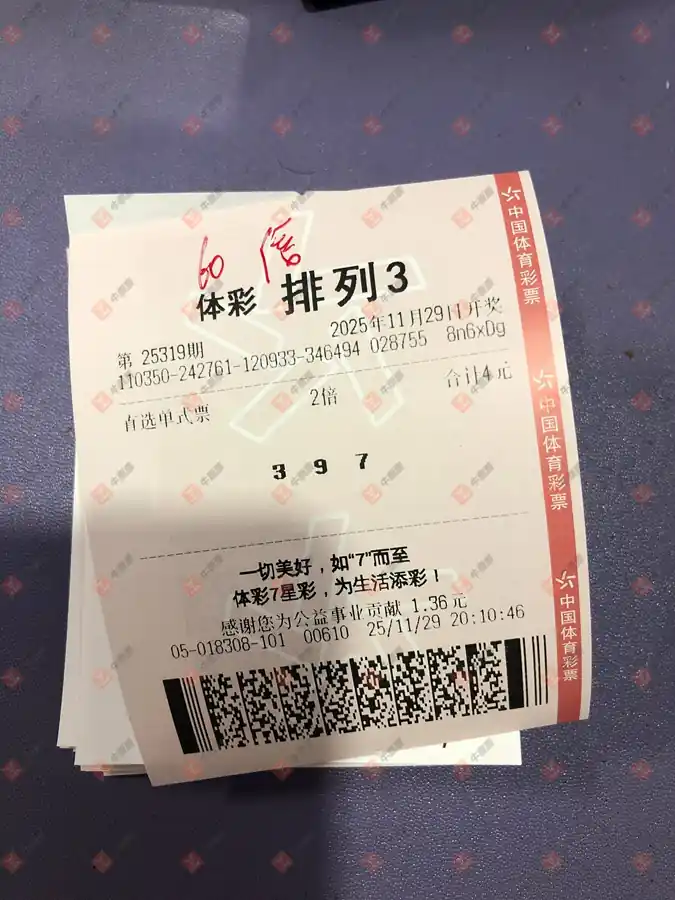 60 倍
体彩 排列3
第 25319期 2025年11月29日开奖
110350-242761-120933-346494 028755 8n6xDg
首选单式票 2倍 合计4元
3 9 7
一切美好，如“7”而至
体彩7星彩，为生活添彩！
感谢您为公益事业贡献 1.36元
05-018308-101 00610 25/11/29 20:10:46
中国体育彩票
中国体育彩票
中国体育彩票